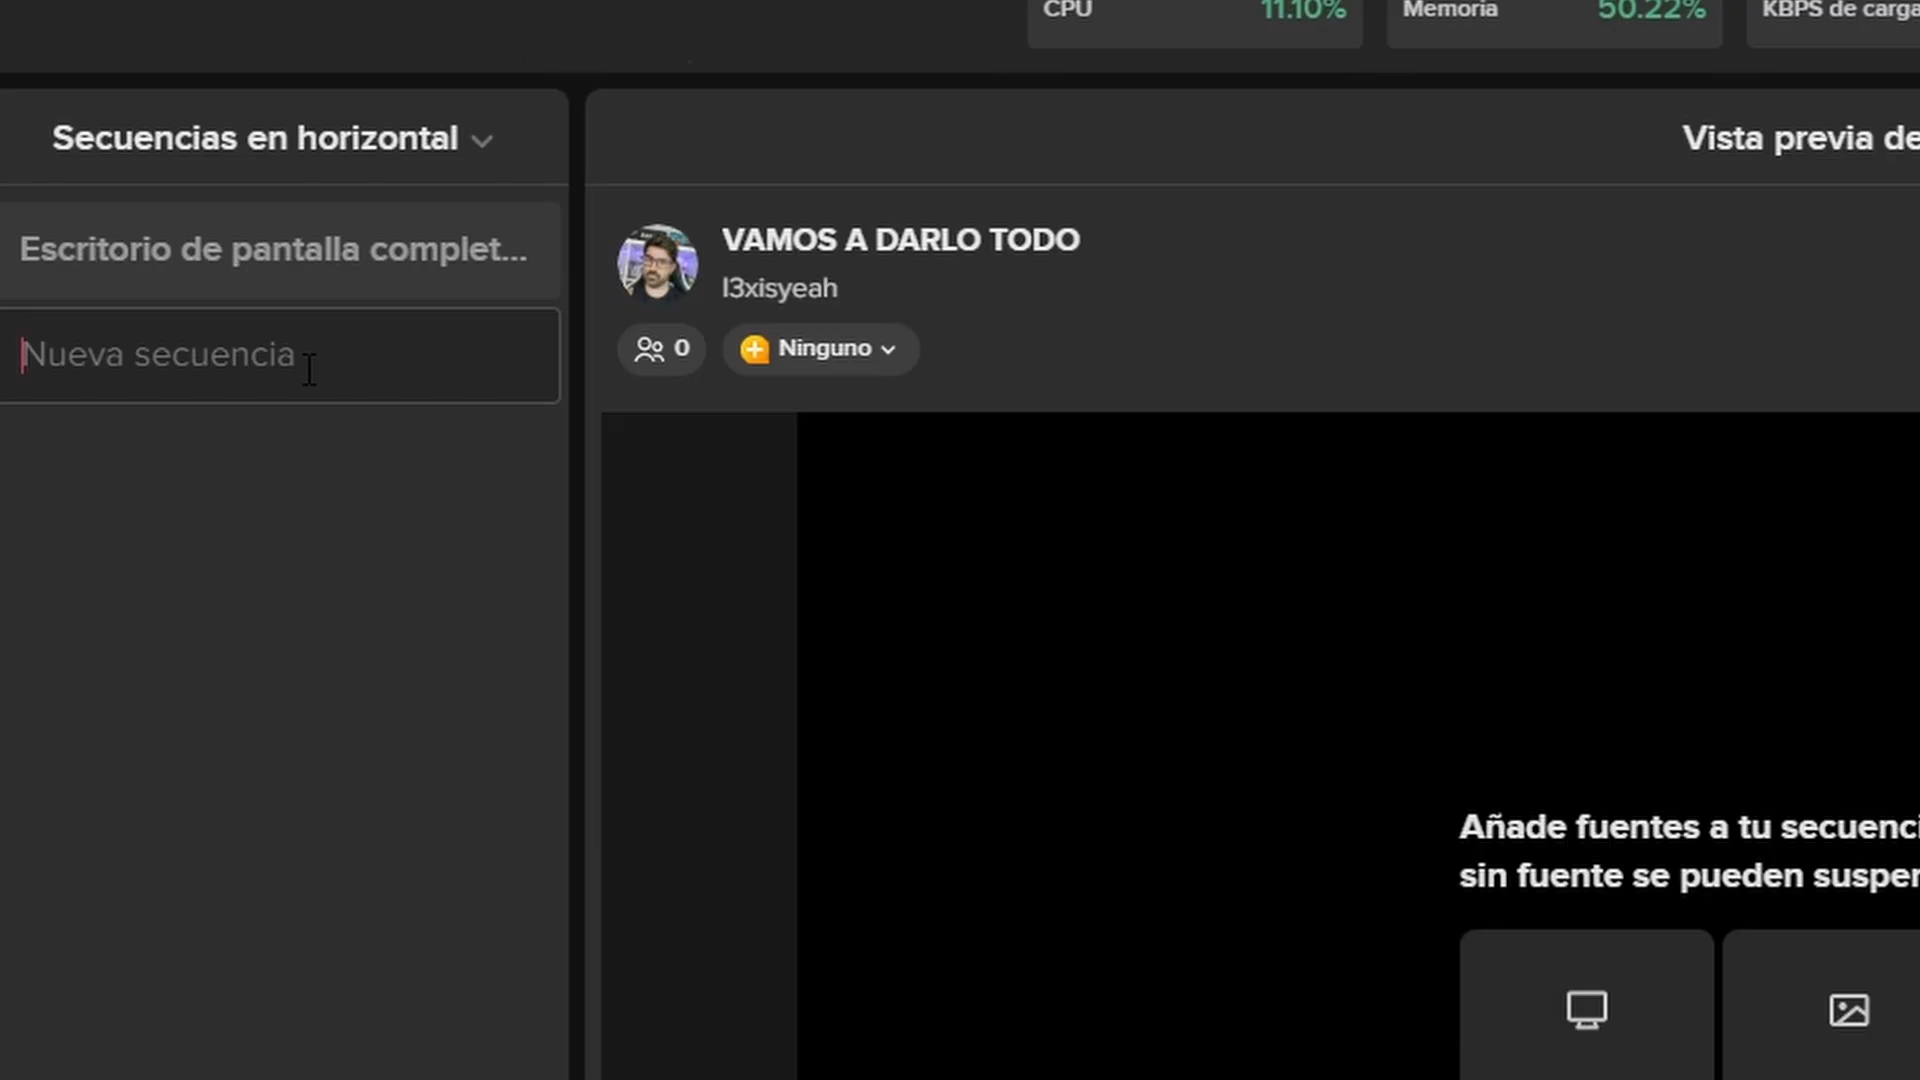 CPU 11.10% Memoria 50.22% KBPS de carga
Secuencias en horizontal
Vista previa de
Escritorio de pantalla complet...
VAMOS A DARLO TODO
l3xisyeah
Nueva secuencia
0 Ninguno
Añade fuentes a tu secuenci
sin fuente se pueden suspen